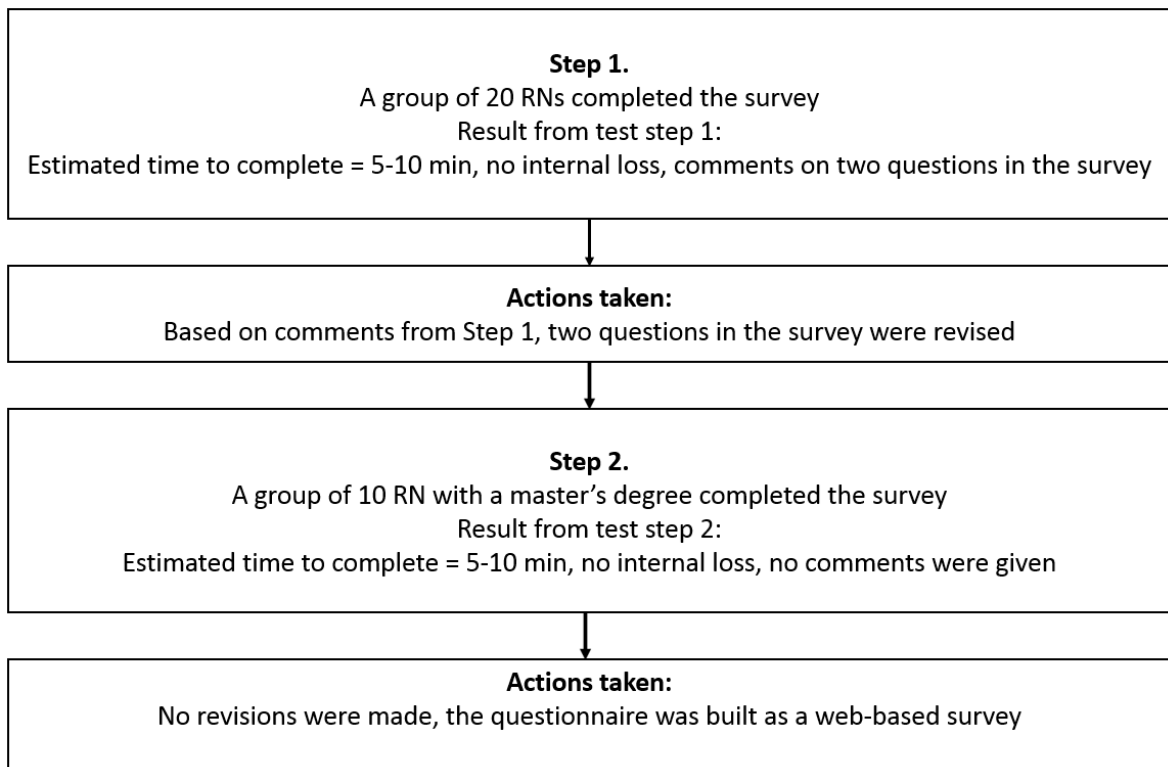 Step 1.
A group of 20 RNs completed the survey
Result from test step 1:
Estimated time to complete = 5-10 min, no internal loss, comments on two questions in the survey
Actions taken:
Based on comments from Step 1, two questions in the survey were revised
Step 2.
A group of 10 RN with a master’s degree completed the survey
Result from test step 2:
Estimated time to complete = 5-10 min, no internal loss, no comments were given
Actions taken:
No revisions were made, the questionnaire was built as a web-based survey